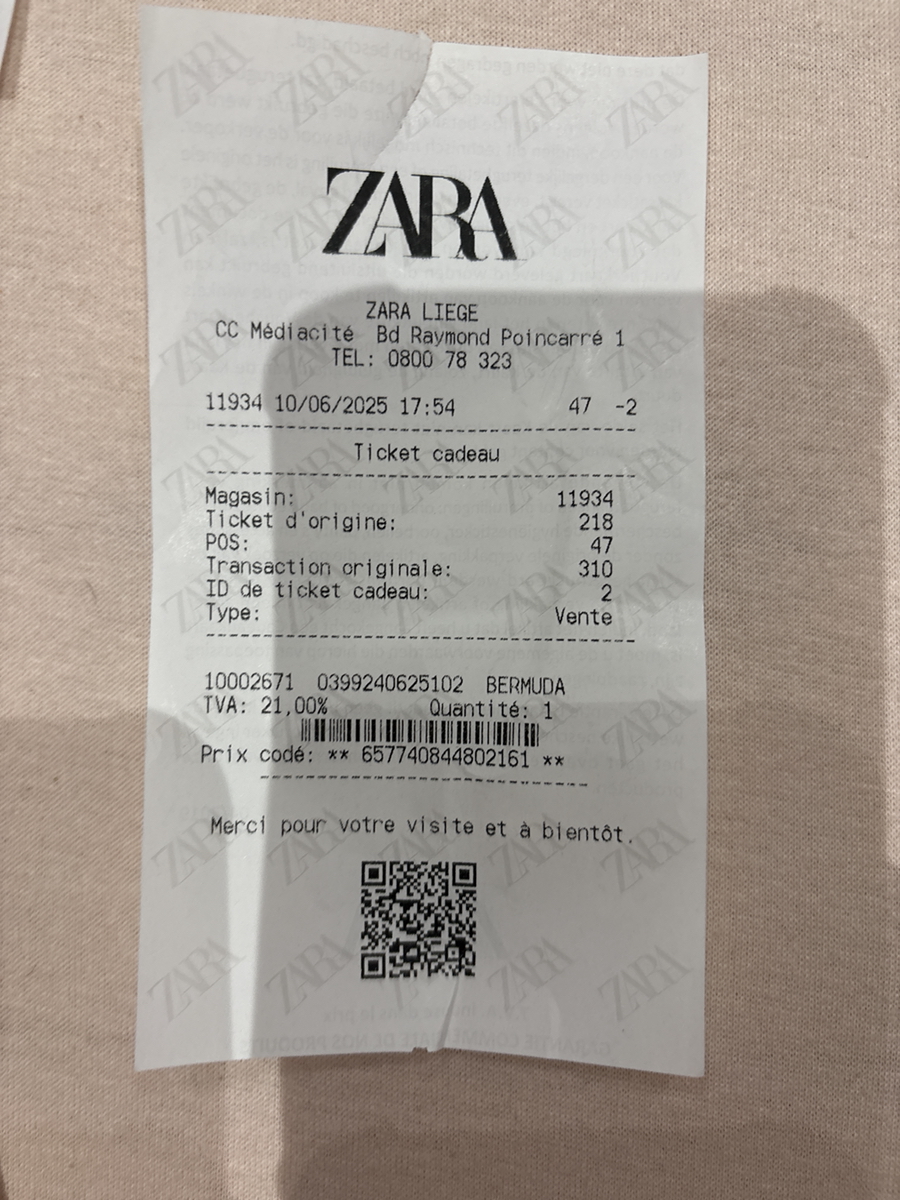 ZARA
ZARA LIEGE
CC Médiacité Bd Raymond Poincarré 1
TEL: 0800 78 323
11934 10/06/2025 17:54 47 -2
Ticket cadeau
Magasin: 11934
Ticket d'origine: 218
POS: 47
Transaction originale: 310
ID de ticket cadeau: 2
Type: Vente
10002671 0399240625102 BERMUDA
TVA: 21,00% Quantité: 1
Prix codé: ** 657740844802161 **
Merci pour votre visite et à bientôt.